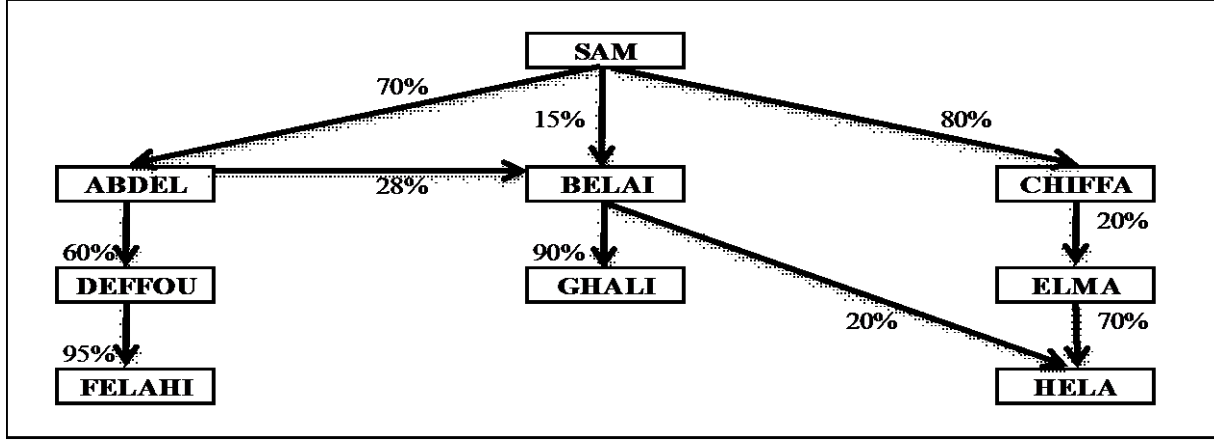 SAM
70%
15%
80%
ABDEL
28%
BELAI
CHIFFA
20%
60%
90%
DEFFOU
GHALI
ELMA
20%
70%
95%
FELAHI
HELA